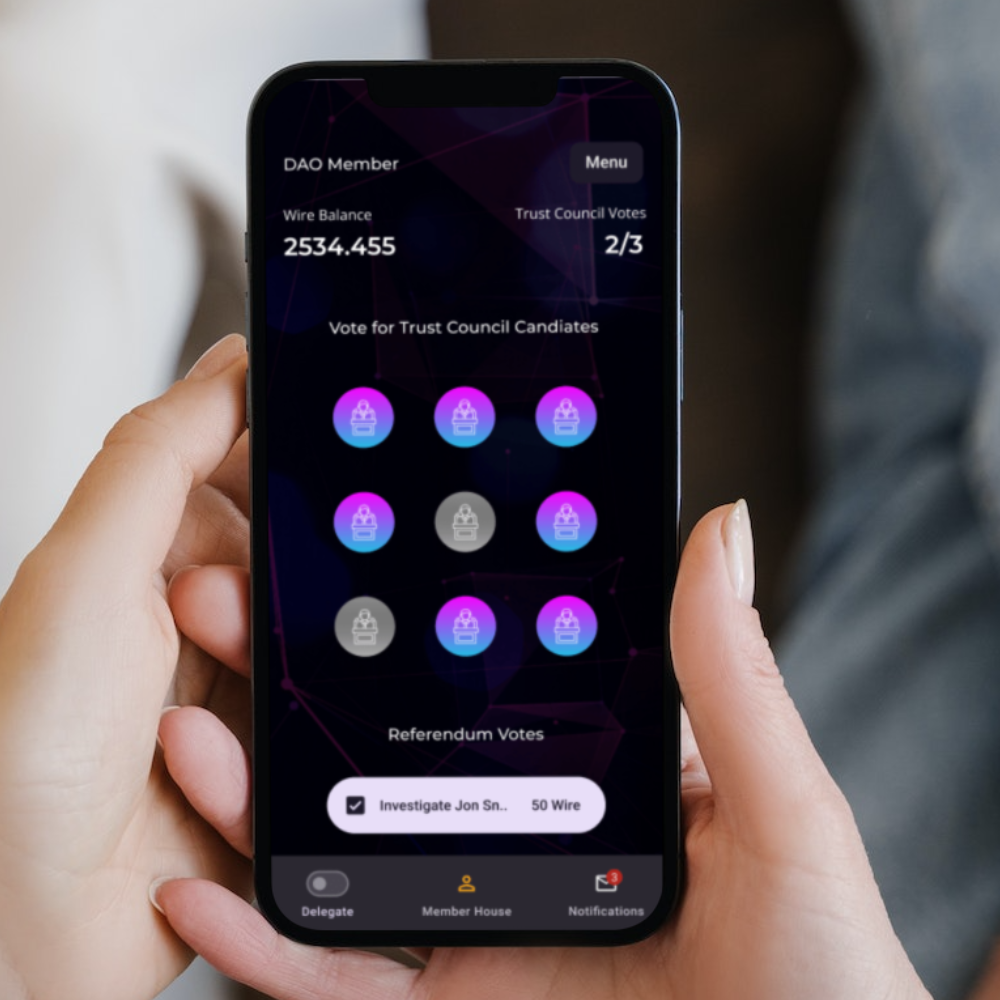 DAO Member
Menu
Wire Balance
Trust Council Votes
2534.455
2/3
Vote for Trust Council Candiates
Referendum Votes
Investigate Jon Sn.. 50 Wire
3
Delegate
Member House
Notifications